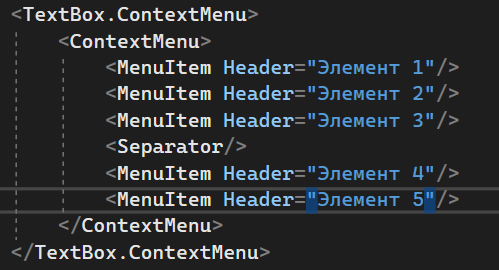 <TextBox.ContextMenu>
<ContextMenu>
<MenuItem Header="Элемент 1"/>
<MenuItem Header="Элемент 2"/>
<MenuItem Header="Элемент 3"/>
<Separator/>
<MenuItem Header="Элемент 4"/>
<MenuItem Header="Элемент 5"/>
</ContextMenu>
</TextBox.ContextMenu>